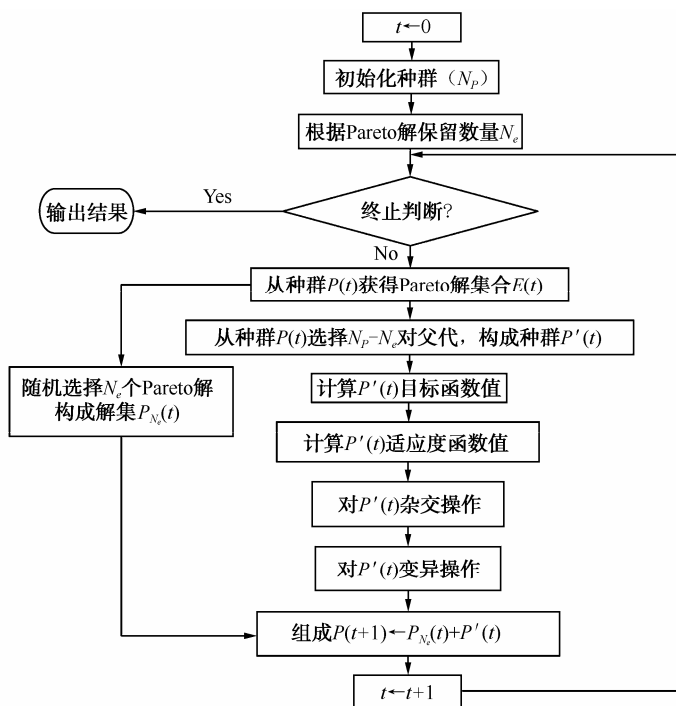 t←0
初始化种群（N_P）
根据Pareto解保留数量N_e
Yes
输出结果
终止判断?
No
从种群P(t)获得Pareto解集合E(t)
从种群P(t)选择N_P−N_e对父代，构成种群P′(t)
随机选择N_e个Pareto解
构成解集P_{N_e}(t)
计算P′(t)目标函数值
计算P′(t)适应度函数值
对P′(t)杂交操作
对P′(t)变异操作
组成P(t+1)←P_{N_e}(t)+P′(t)
t←t+1